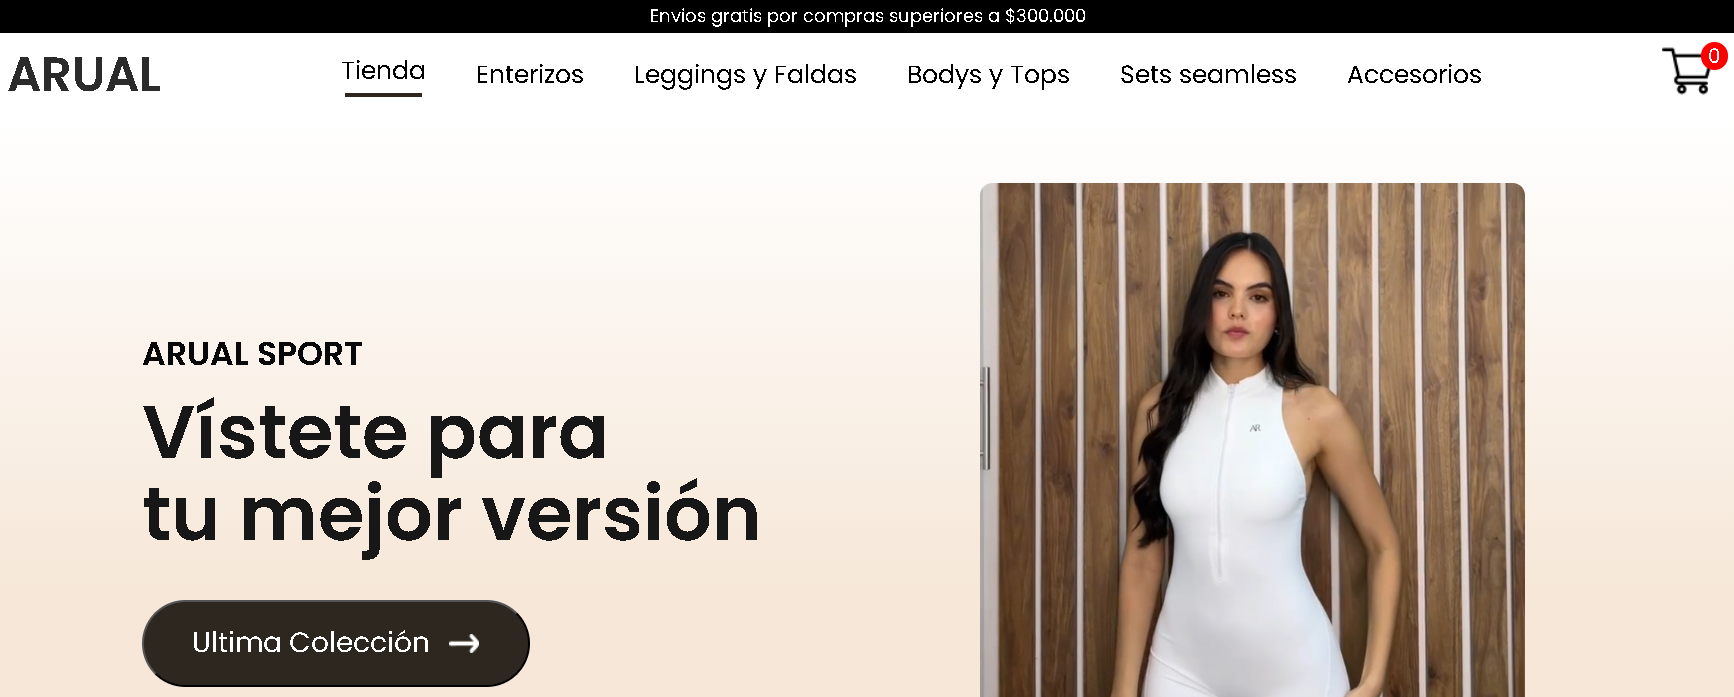 Envios gratis por compras superiores a $300.000
ARUAL
Tienda
Enterizos
Leggings y Faldas
Bodys y Tops
Sets seamless
Accesorios
0
ARUAL SPORT
Vístete para
tu mejor versión
Ultima Colección
AR